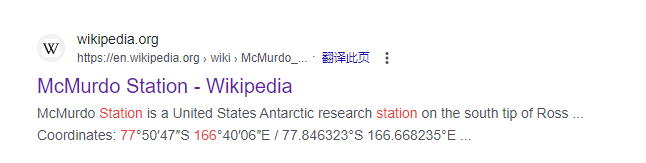 W
wikipedia.org
https://en.wikipedia.org › wiki › McMurdo_... · 翻译此页
McMurdo Station - Wikipedia
McMurdo Station is a United States Antarctic research station on the south tip of Ross ...
Coordinates: 77°50′47″S 166°40′06″E / 77.846323°S 166.668235°E ...